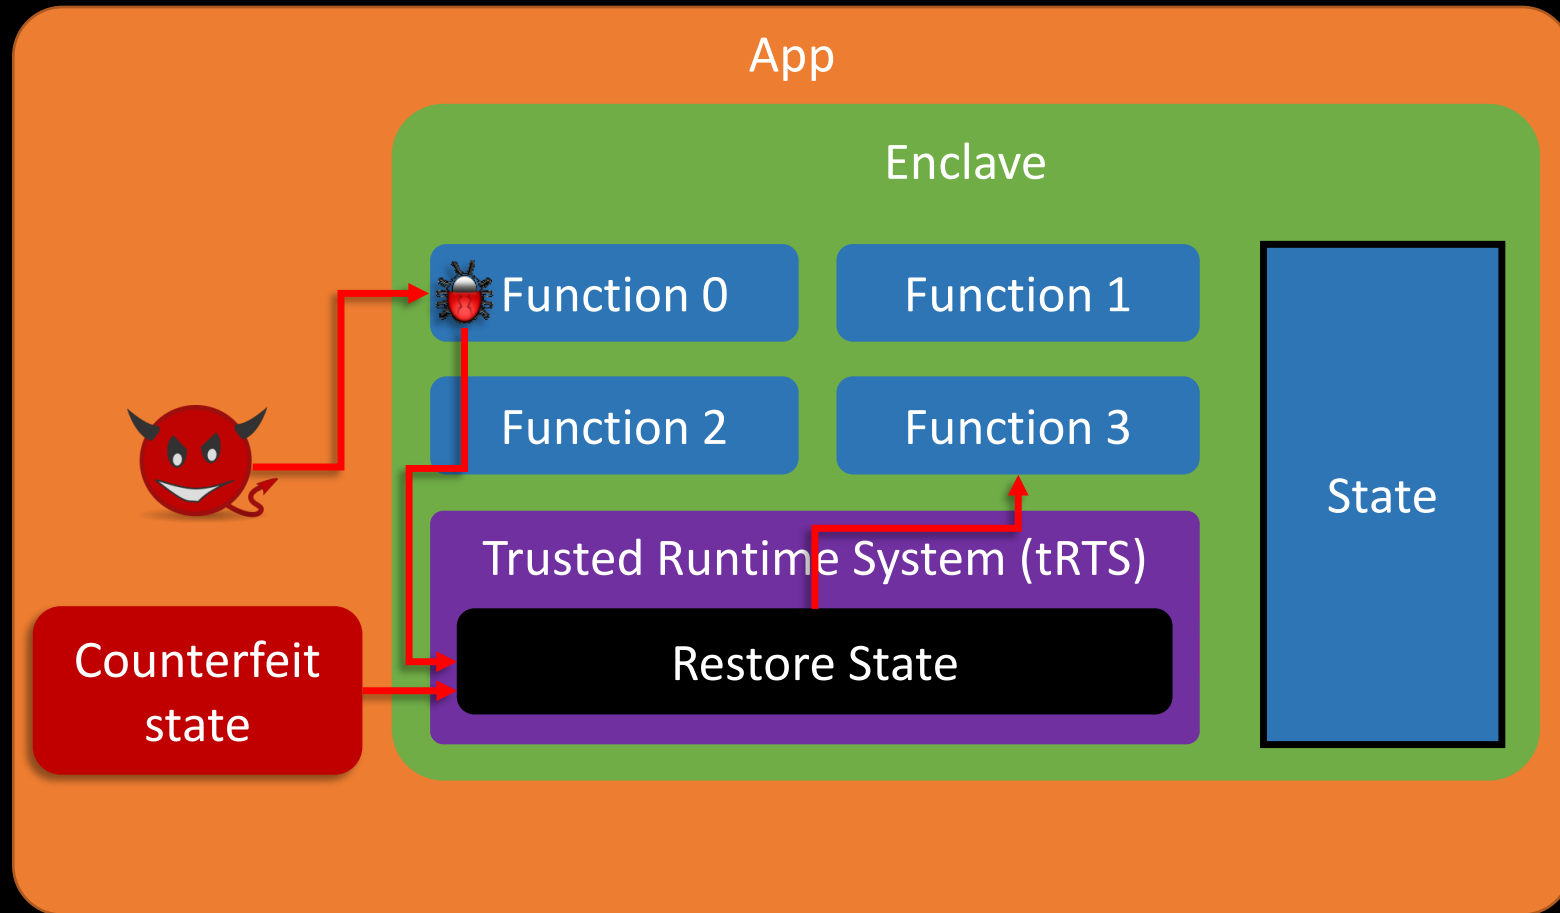 App
Enclave
Function 0
Function 1
Function 2
Function 3
State
Trusted Runtime System (tRTS)
Restore State
Counterfeit
state